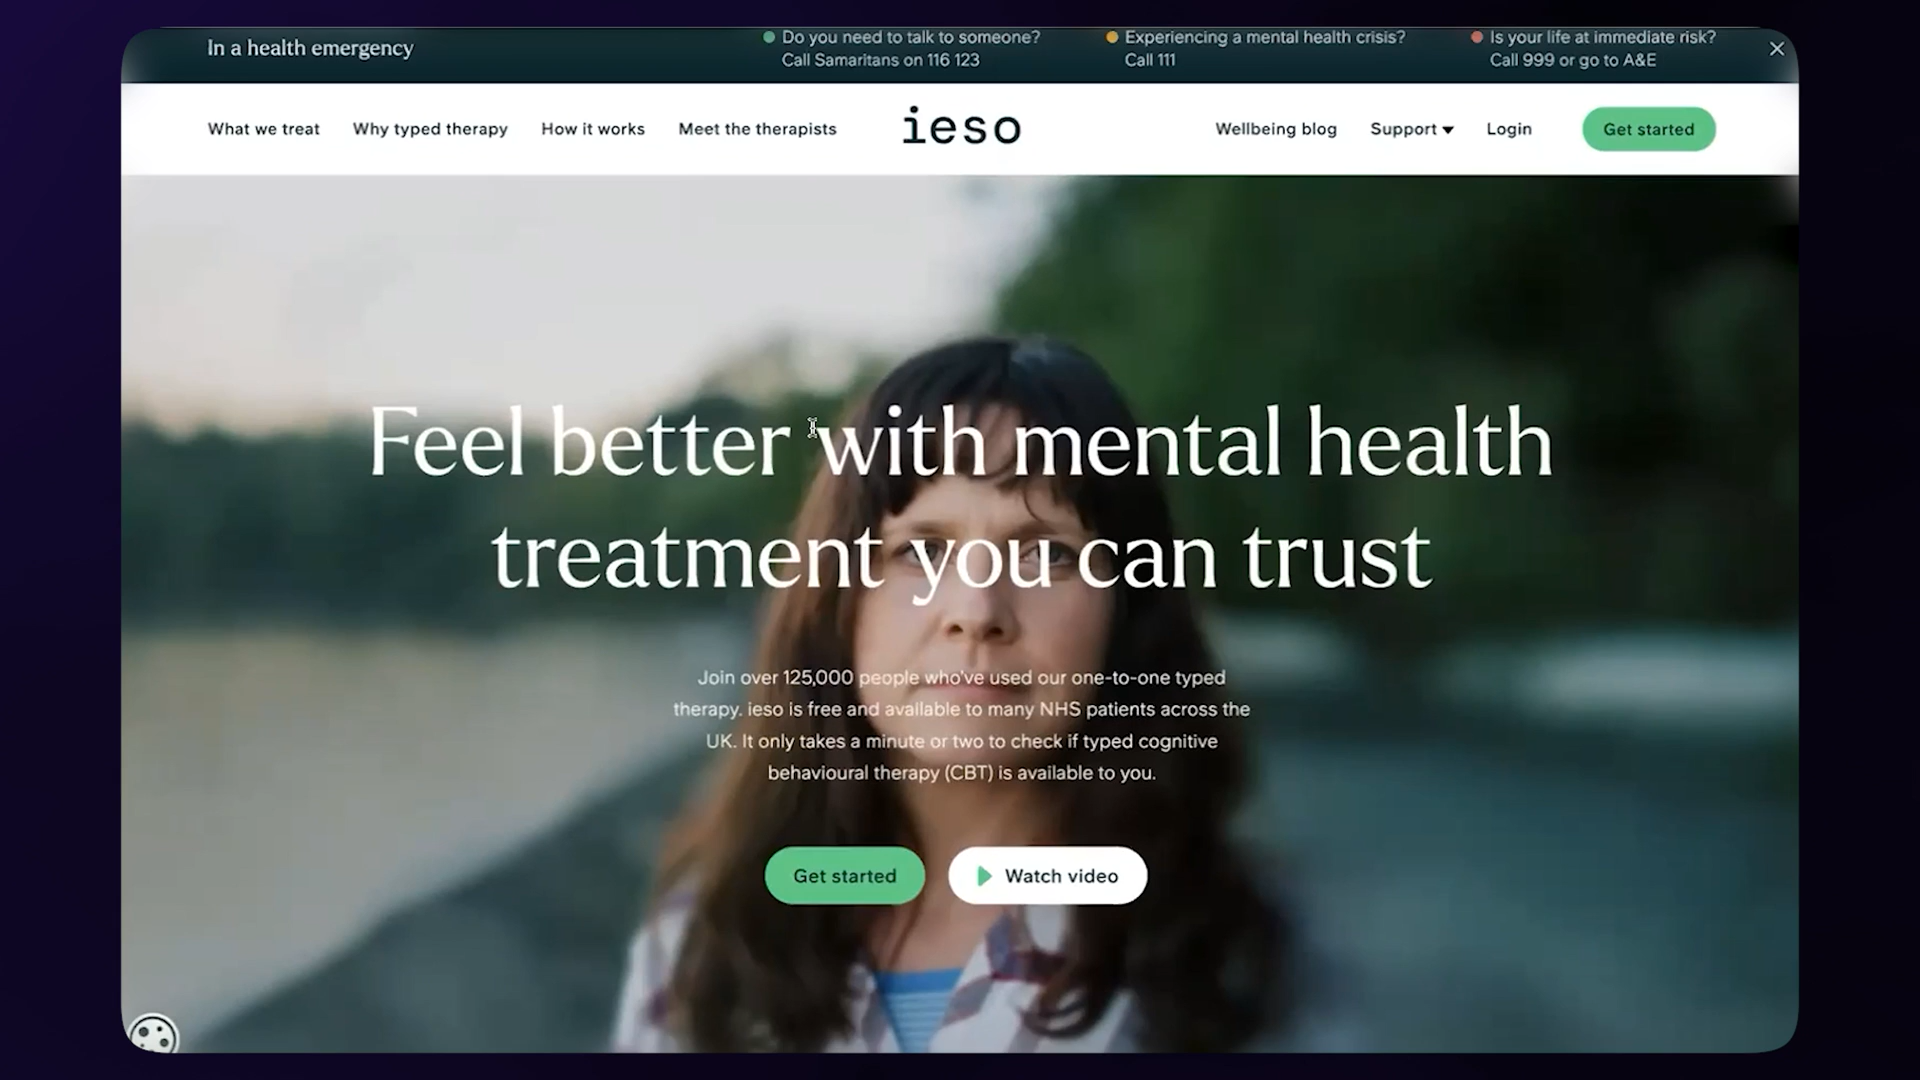 In a health emergency
Do you need to talk to someone?
Call Samaritans on 116 123
Experiencing a mental health crisis?
Call 111
Is your life at immediate risk?
Call 999 or go to A&E
What we treat
Why typed therapy
How it works
Meet the therapists
ieso
Wellbeing blog
Support
Login
Get started
Feel better with mental health
treatment you can trust
Join over 125,000 people who've used our one-to-one typed
therapy. ieso is free and available to many NHS patients across the
UK. It only takes a minute or two to check if typed cognitive
behavioural therapy (CBT) is available to you.
Get started
Watch video